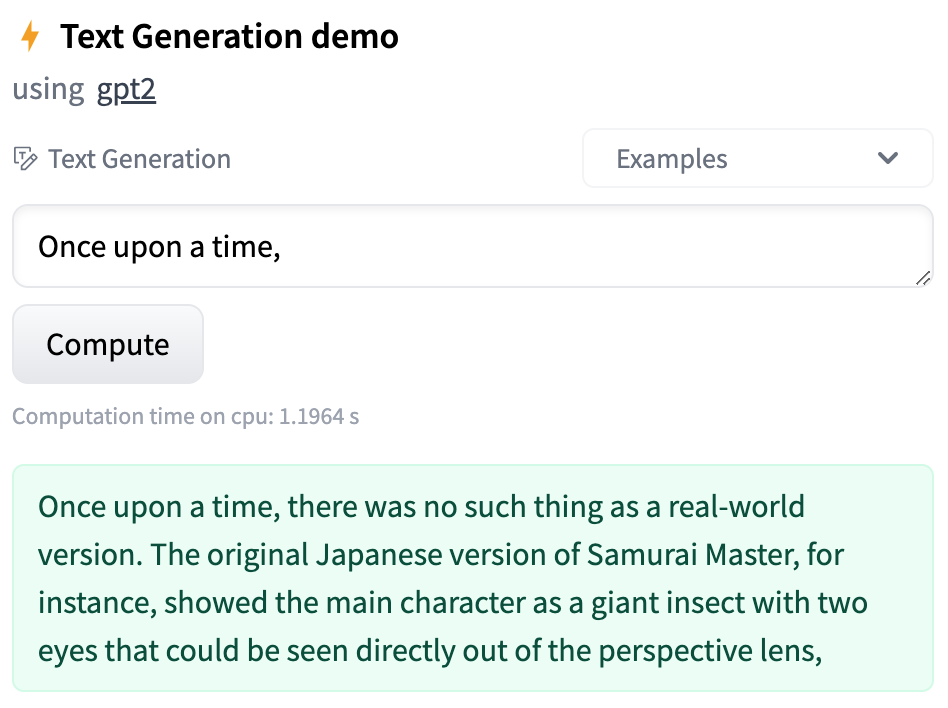 ⚡ Text Generation demo
using gpt2
Text Generation
Examples
Once upon a time,
Compute
Computation time on cpu: 1.1964 s
Once upon a time, there was no such thing as a real-world
version. The original Japanese version of Samurai Master, for
instance, showed the main character as a giant insect with two
eyes that could be seen directly out of the perspective lens,